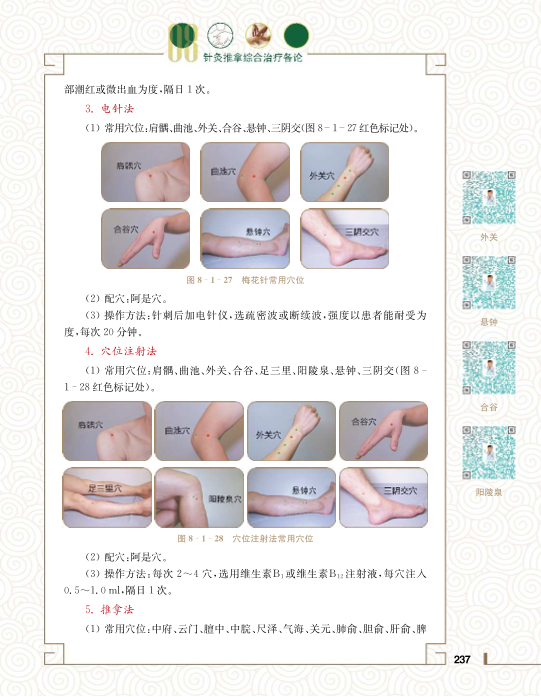 08
针灸推拿综合治疗备论
部潮红或微出血为度,隔日1次。
3. 电针法
(1) 常用穴位:肩髃、曲池、外关、合谷、悬钟、三阴交(图8-1-27红色标记处)。
肩髃穴
曲池穴
外关穴
合谷穴
悬钟穴
三阴交穴
图8-1-27 梅花针常用穴位
(2) 配穴:阿是穴。
(3) 操作方法:针刺后加电针仪,选疏密波或断续波,强度以患者能耐受为
度,每次20分钟。
4. 穴位注射法
(1) 常用穴位:肩髃、曲池、外关、合谷、足三里、阳陵泉、悬钟、三阴交(图8-
1-28红色标记处)。
肩髃穴
曲池穴
外关穴
合谷穴
足三里穴
阳陵泉穴
悬钟穴
三阴交穴
图8-1-28 穴位注射法常用穴位
(2) 配穴:阿是穴。
(3) 操作方法:每次2~4穴,选用维生素B₁或维生素B₁₂注射液,每穴注入
0.5~1.0 ml,隔日1次。
5. 推拿法
(1) 常用穴位:中府、云门、膻中、中脘、尺泽、气海、关元、肺俞、胆俞、肝俞、脾
外关
悬钟
合谷
阳陵泉
237